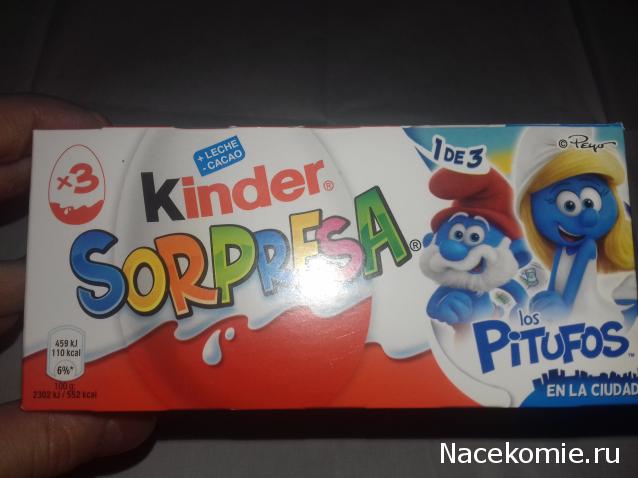 x3
+ LECHE
- CACAO
Kinder®
SORPRESA®
459 kJ
110 kcal
6%*
100 g:
2302 kJ / 552 kcal
1 DE 3
© Peyo
los
PiTUFOS™
EN LA CIUDAD
Nacekomie.ru